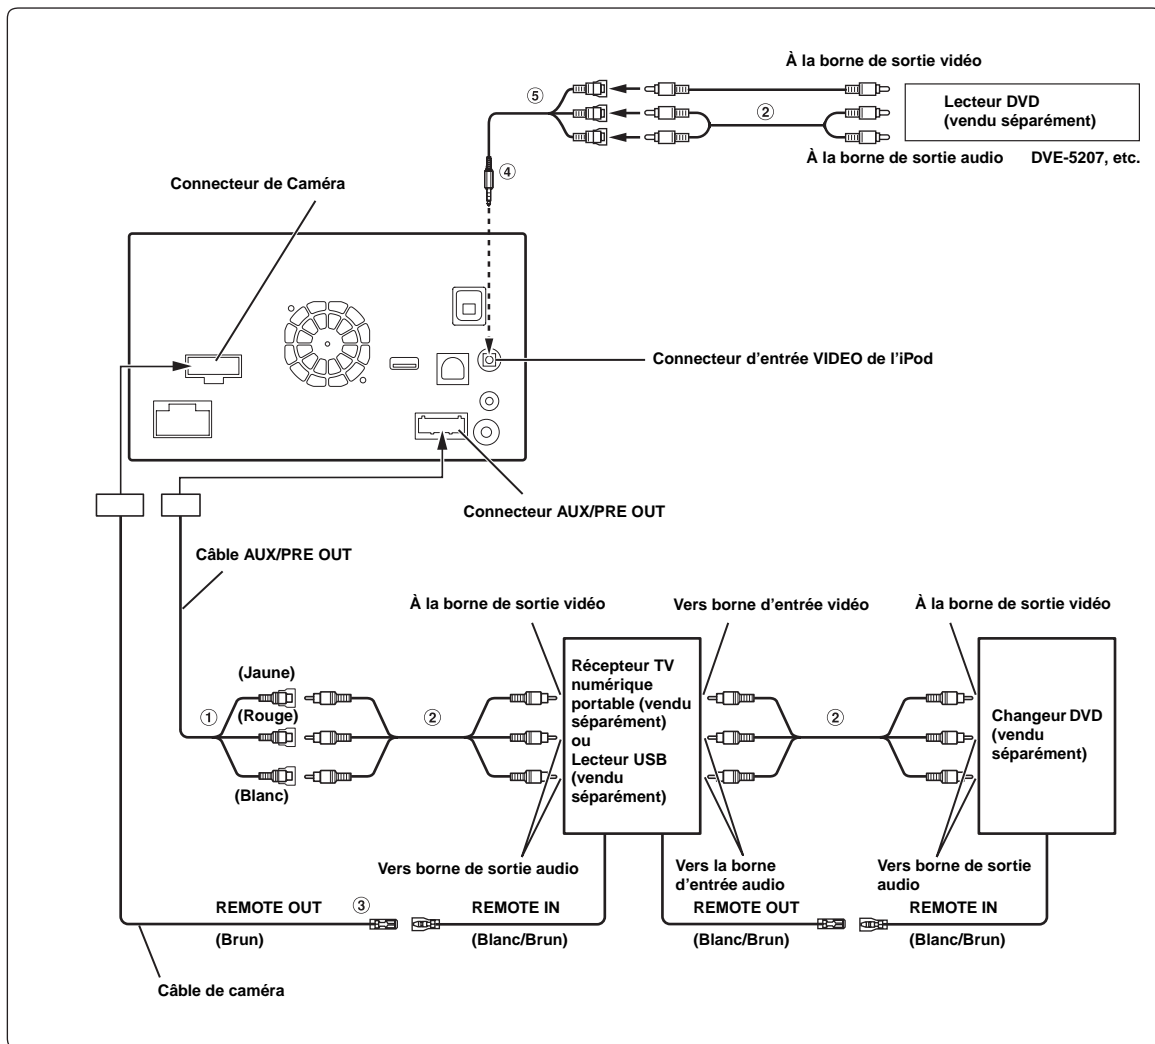 À la borne de sortie vidéo
⑤
②
Lecteur DVD
(vendu séparément)
À la borne de sortie audio
DVE-5207, etc.
④
Connecteur de Caméra
Connecteur d'entrée VIDEO de l'iPod
Connecteur AUX/PRE OUT
Câble AUX/PRE OUT
À la borne de sortie vidéo
Vers borne d'entrée vidéo
À la borne de sortie vidéo
(Jaune)
①
(Rouge)
(Blanc)
②
Récepteur TV
numérique
portable (vendu
séparément)
ou
Lecteur USB
(vendu
séparément)
②
Changeur DVD
(vendu
séparément)
Vers borne de sortie audio
Vers la borne
d'entrée audio
Vers borne de sortie
audio
REMOTE OUT
③
REMOTE IN
REMOTE OUT
REMOTE IN
(Brun)
(Blanc/Brun)
(Blanc/Brun)
(Blanc/Brun)
Câble de caméra